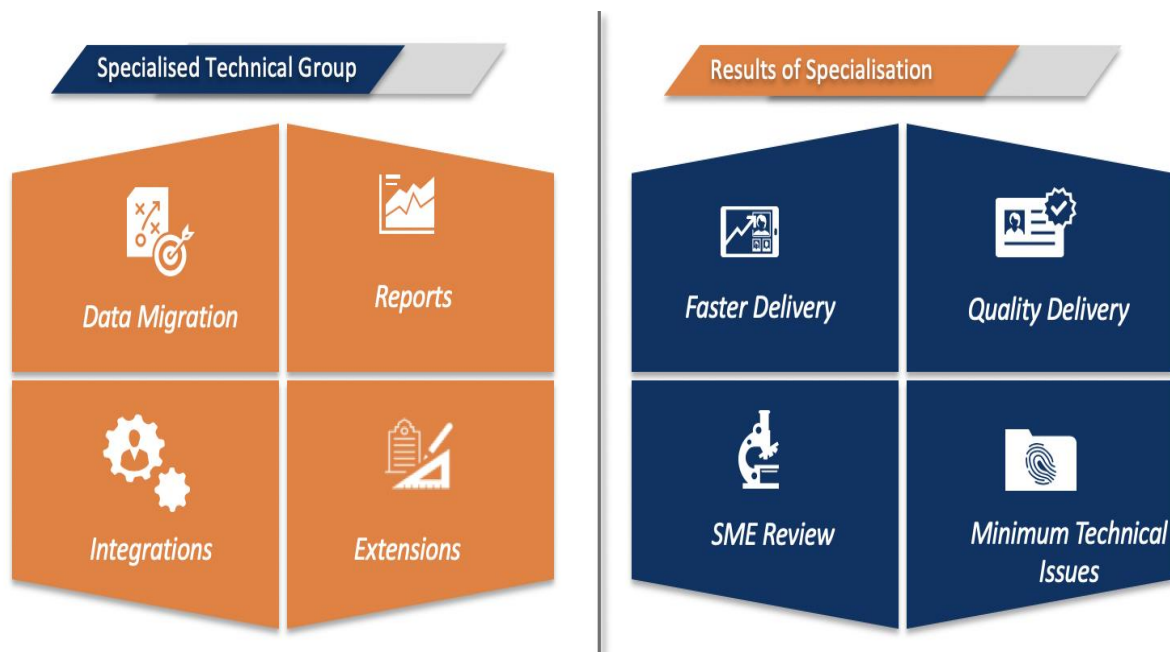 Specialised Technical Group
Data Migration
Reports
Integrations
Extensions
Results of Specialisation
Faster Delivery
Quality Delivery
SME Review
Minimum Technical
Issues